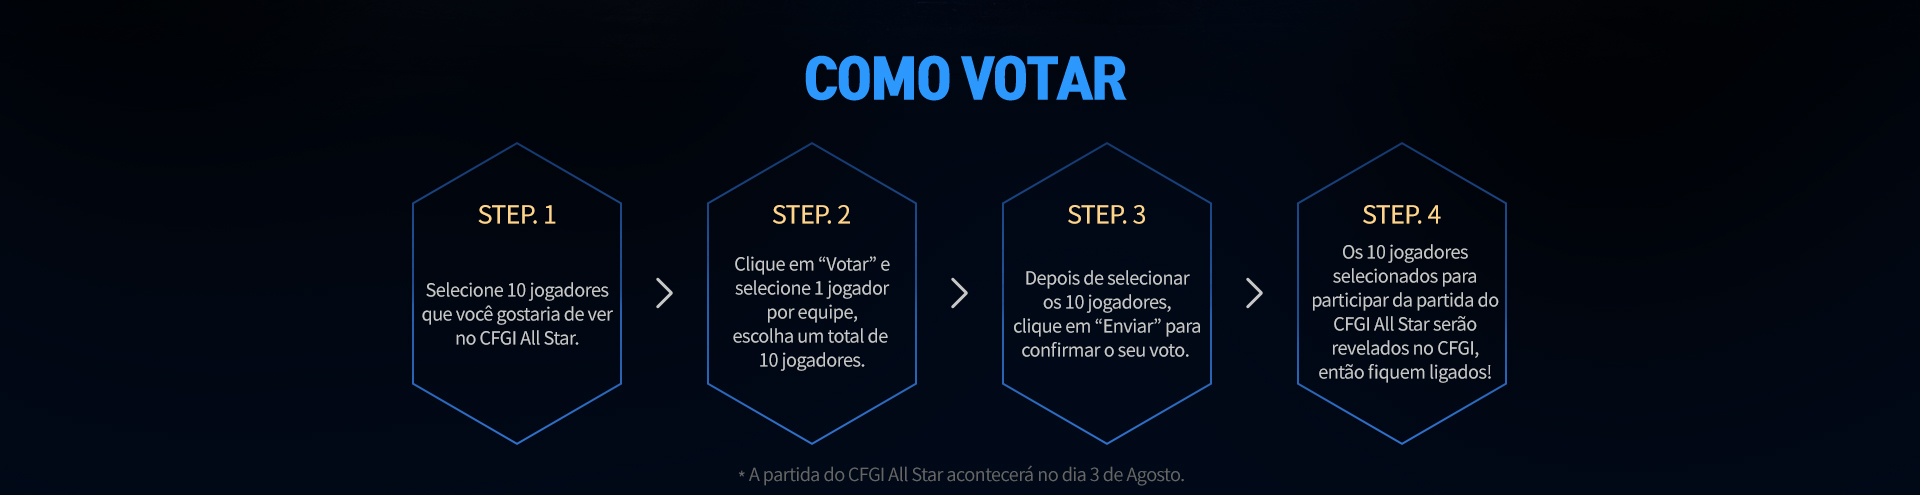 COMO VOTAR
STEP. 1
Selecione 10 jogadores
que você gostaria de ver
no CFGI All Star.
STEP. 2
Clique em “Votar” e
selecione 1 jogador
por equipe,
escolha um total de
10 jogadores.
STEP. 3
Depois de selecionar
os 10 jogadores,
clique em “Enviar” para
confirmar o seu voto.
STEP. 4
Os 10 jogadores
selecionados para
participar da partida do
CFGI All Star serão
revelados no CFGI,
então fiquem ligados!
* A partida do CFGI All Star acontecerá no dia 3 de Agosto.